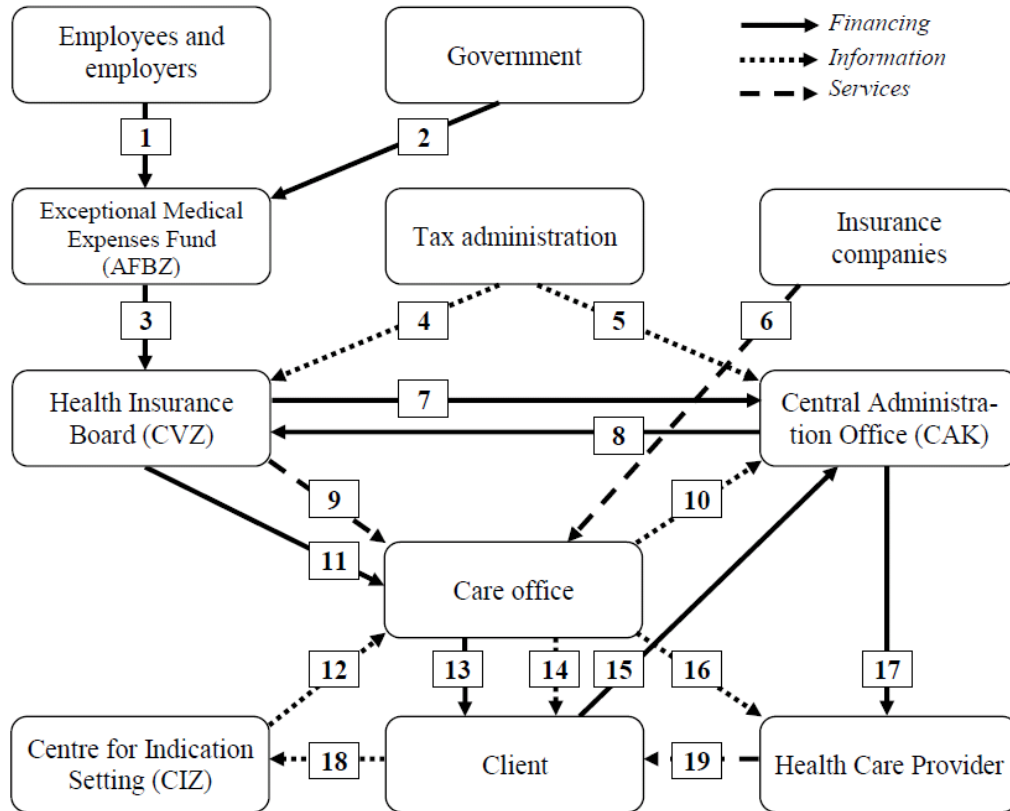 Employees and
employers
Government
Financing
Information
Services
1
2
Exceptional Medical
Expenses Fund
(AFBZ)
Tax administration
Insurance
companies
3
4
5
6
Health Insurance
Board (CVZ)
7
8
Central Administra-
tion Office (CAK)
9
10
11
Care office
12
13
14
15
16
17
Centre for Indication
Setting (CIZ)
18
Client
19
Health Care Provider